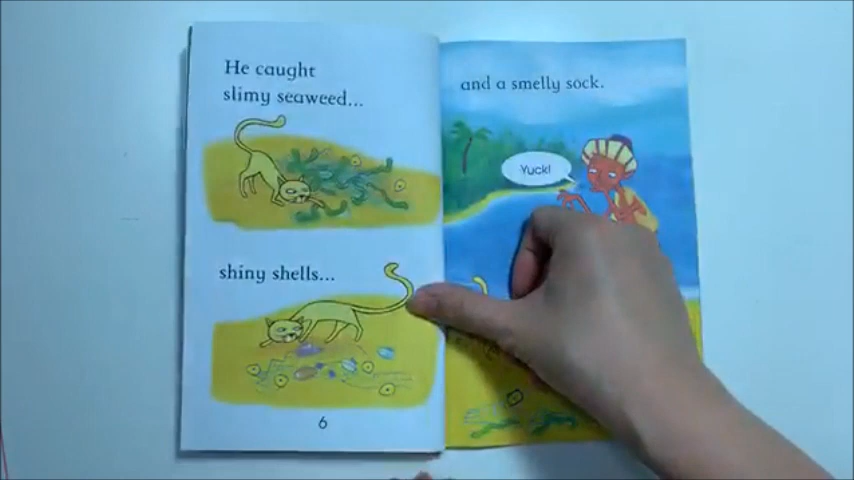 He caught
slimy seaweed...
shiny shells...
6
and a smelly sock.
Yuck!